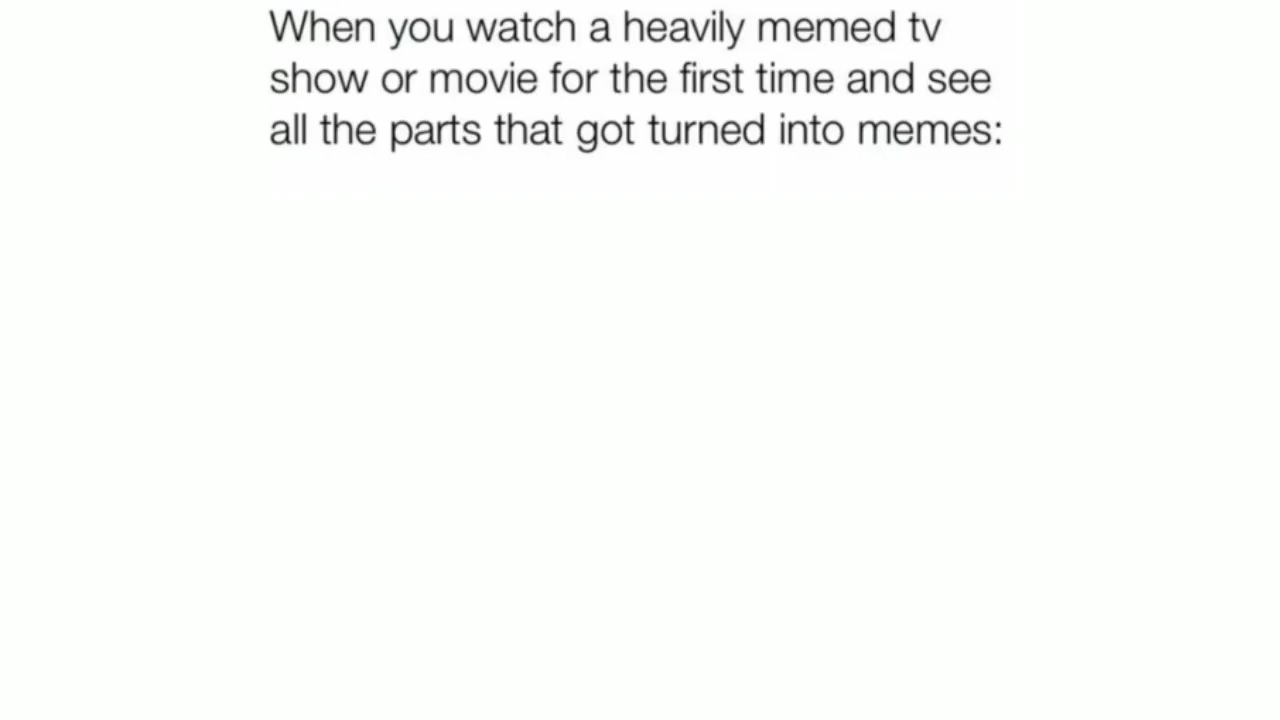 When you watch a heavily memed tv
show or movie for the first time and see
all the parts that got turned into memes: